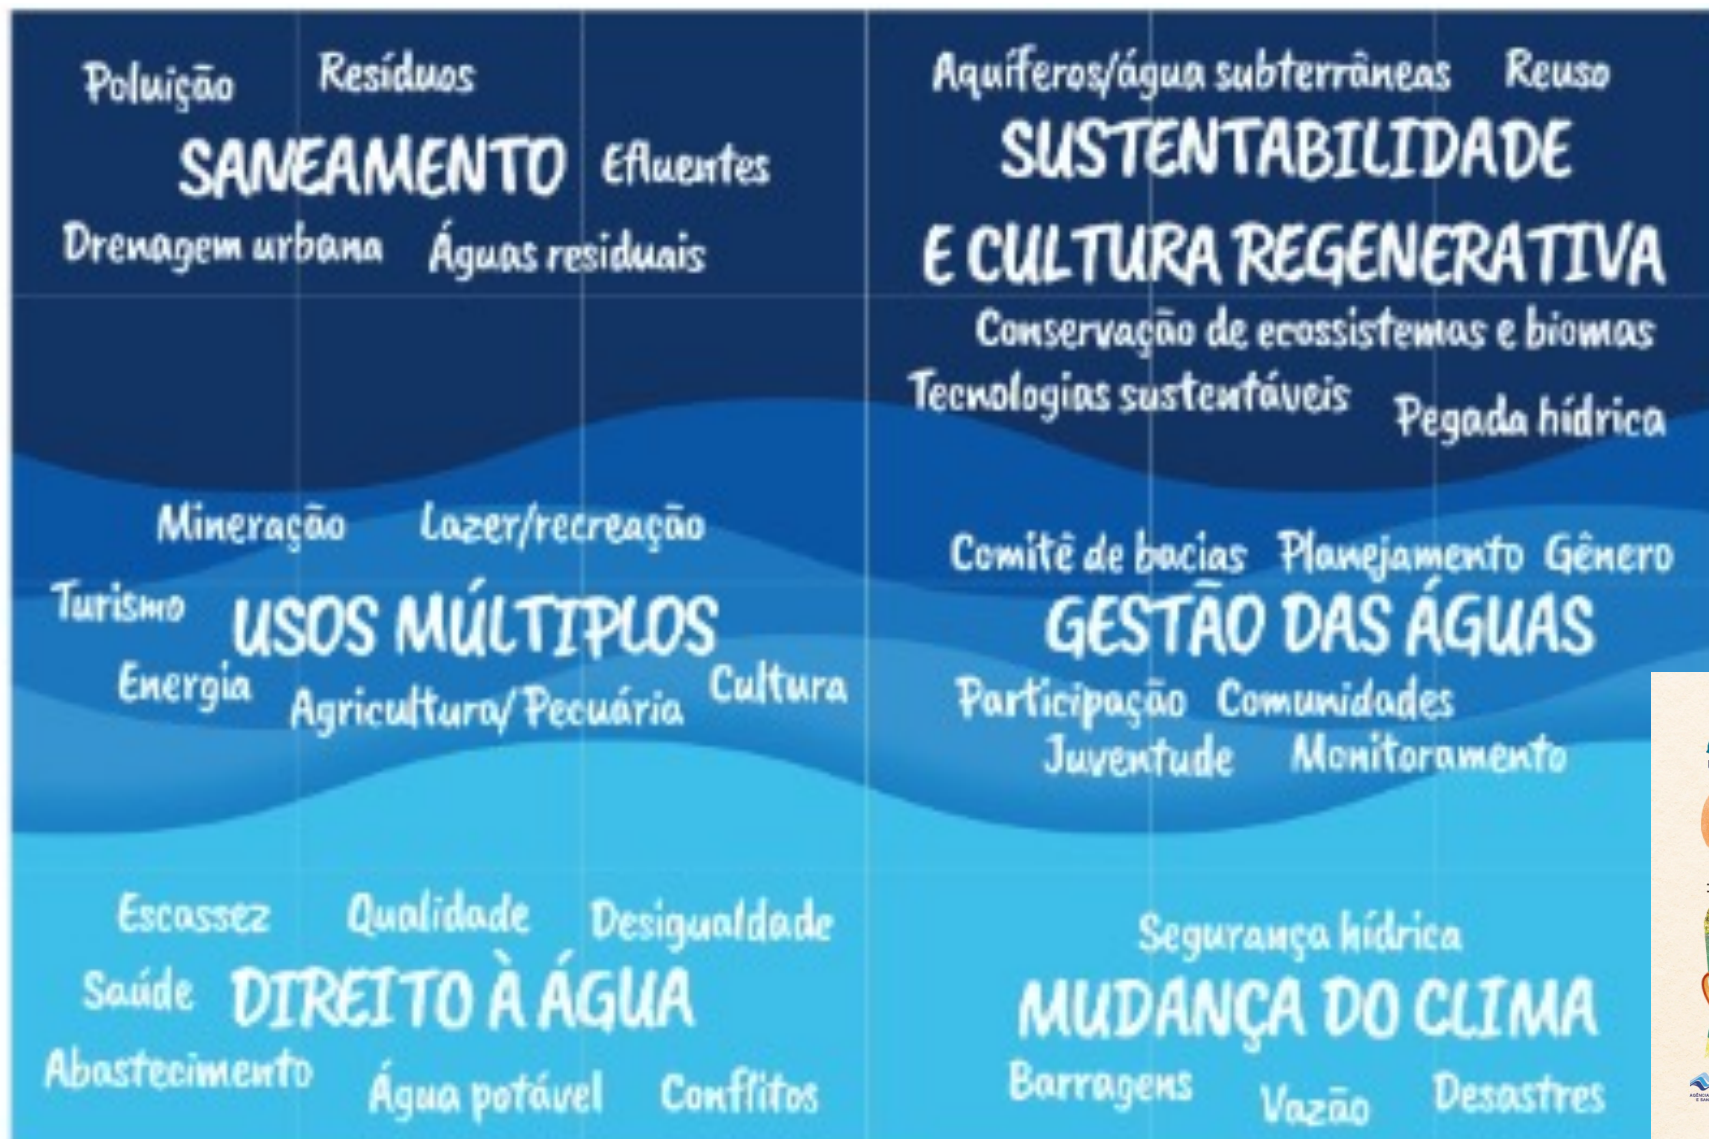 Poluição Resíduos
SANEAMENTO Efluentes
Drenagem urbana Águas residuais
Aquíferos/água subterrâneas Reuso
SUSTENTABILIDADE
E CULTURA REGENERATIVA
Conservação de ecossistemas e biomas
Tecnologias sustentáveis Pegada hídrica
Mineração Lazer/recreação
Turismo USOS MÚLTIPLOS
Energia Agricultura/Pecuária Cultura
Comitê de bacias Planejamento Gênero
GESTÃO DAS ÁGUAS
Participação Comunidades
Juventude Monitoramento
Escassez Qualidade Desigualdade
Saúde DIREITO À ÁGUA
Abastecimento Água potável Conflitos
Segurança hídrica
MUDANÇA DO CLIMA
Barragens Vazão Desastres